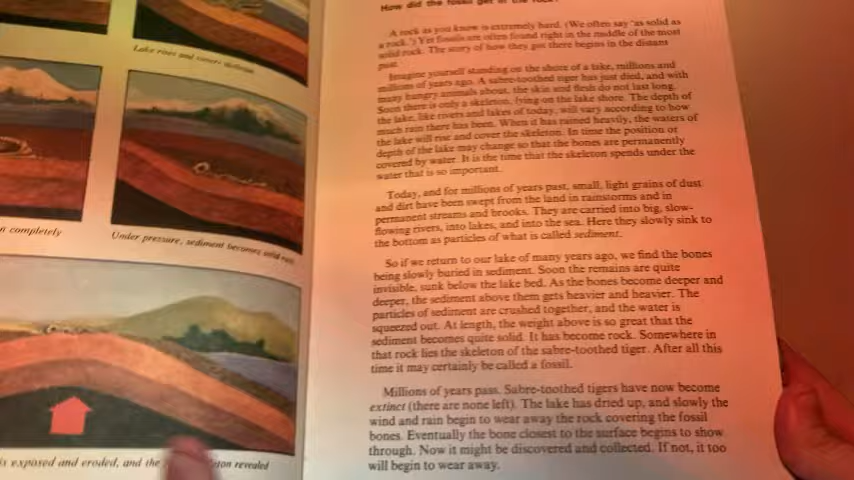 Lake rises and covers skeleton
n completely
Under pressure, sediment becomes solid rock
is exposed and eroded, and the
eton revealed
How did the fossil get in the rock?
A rock as you know is extremely hard. (We often say 'as solid as
a rock.') Yet fossils are often found right in the middle of the most
solid rock. The story of how they got there begins in the distant
past.
Imagine yourself standing on the shore of a lake, millions and
millions of years ago. A sabre-toothed tiger has just died, and with
many hungry animals about, the skin and flesh do not last long.
Soon there is only a skeleton, lying on the lake shore. The depth of
the lake, like rivers and lakes of today, will vary according to how
much rain there has been. When it has rained heavily, the waters of
the lake will rise and cover the skeleton. In time the position or
depth of the lake may change so that the bones are permanently
covered by water. It is the time that the skeleton spends under the
water that is so important.
Today, and for millions of years past, small, light grains of dust
and dirt have been swept from the land in rainstorms and in
permanent streams and brooks. They are carried into big, slow-
flowing rivers, into lakes, and into the sea. Here they slowly sink to
the bottom as particles of what is called sediment.
So if we return to our lake of many years ago, we find the bones
being slowly buried in sediment. Soon the remains are quite
invisible, sunk below the lake bed. As the bones become deeper and
deeper, the sediment above them gets heavier and heavier. The
particles of sediment are crushed together, and the water is
squeezed out. At length, the weight above is so great that the
sediment becomes quite solid. It has become rock. Somewhere in
that rock lies the skeleton of the sabre-toothed tiger. After all this
time it may certainly be called a fossil.
Millions of years pass. Sabre-toothed tigers have now become
extinct (there are none left). The lake has dried up, and slowly the
wind and rain begin to wear away the rock covering the fossil
bones. Eventually the bone closest to the surface begins to show
through. Now it might be discovered and collected. If not, it too
will begin to wear away.